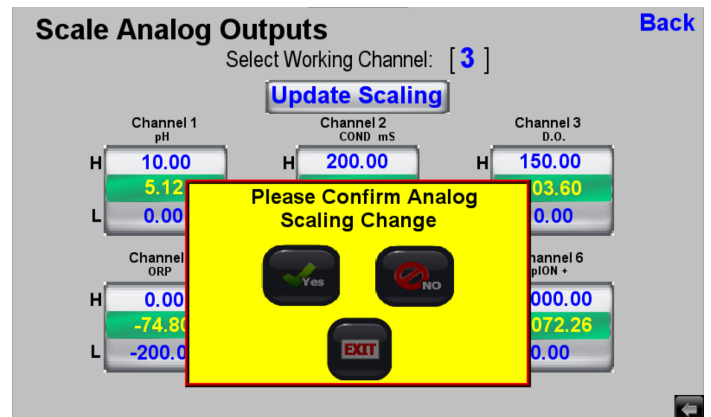 Scale Analog Outputs
Back
Select Working Channel: [ 3 ]
Update Scaling
Channel 1 Channel 2 Channel 3
pH COND mS D.O.
H 10.00 H 200.00 H 150.00
5.12 03.60
L 0.00 0.00
Please Confirm Analog
Scaling Change
Yes NO
EXIT
Channel hannel 6
ORP pION +
H 0.00 000.00
-74.80 072.26
L -200.0 0.00